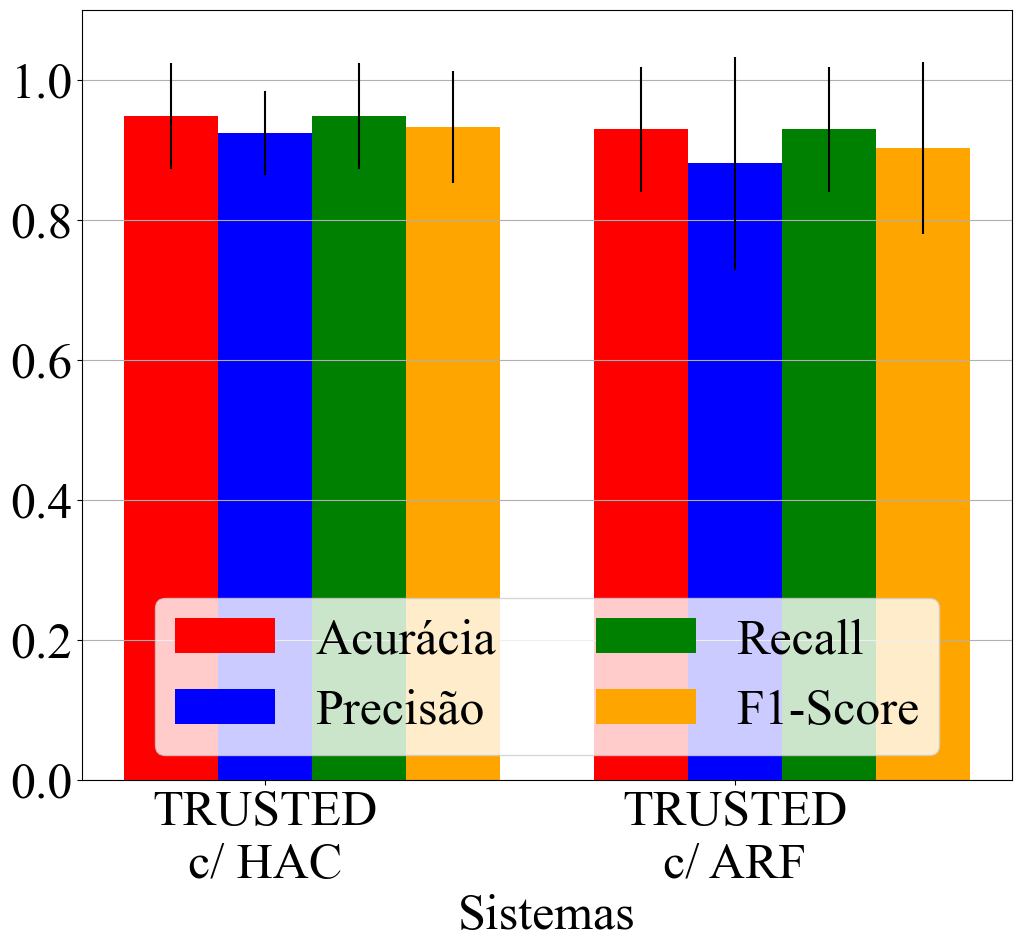 1.0
0.8
0.6
0.4
0.2
0.0
Acurácia
Precisão
Recall
F1-Score
TRUSTED
c/ HAC
TRUSTED
c/ ARF
Sistemas